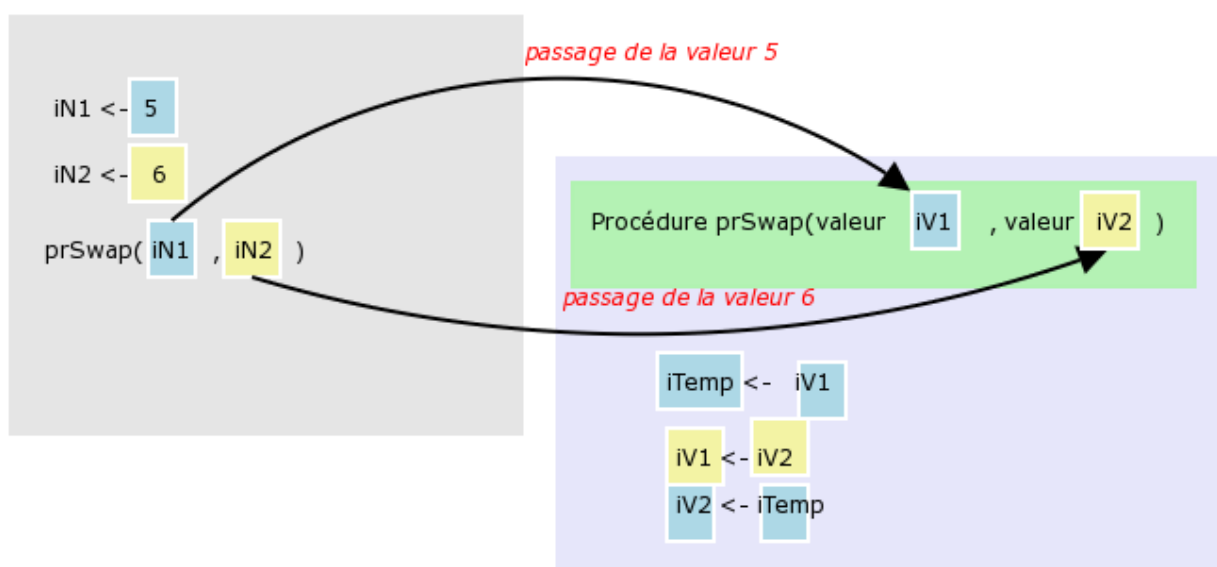 passage de la valeur 5
iN1 <- 5
iN2 <- 6
prSwap( iN1 , iN2 )
Procédure prSwap(valeur iV1 , valeur iV2 )
passage de la valeur 6
iTemp <- iV1
iV1 <- iV2
iV2 <- iTemp